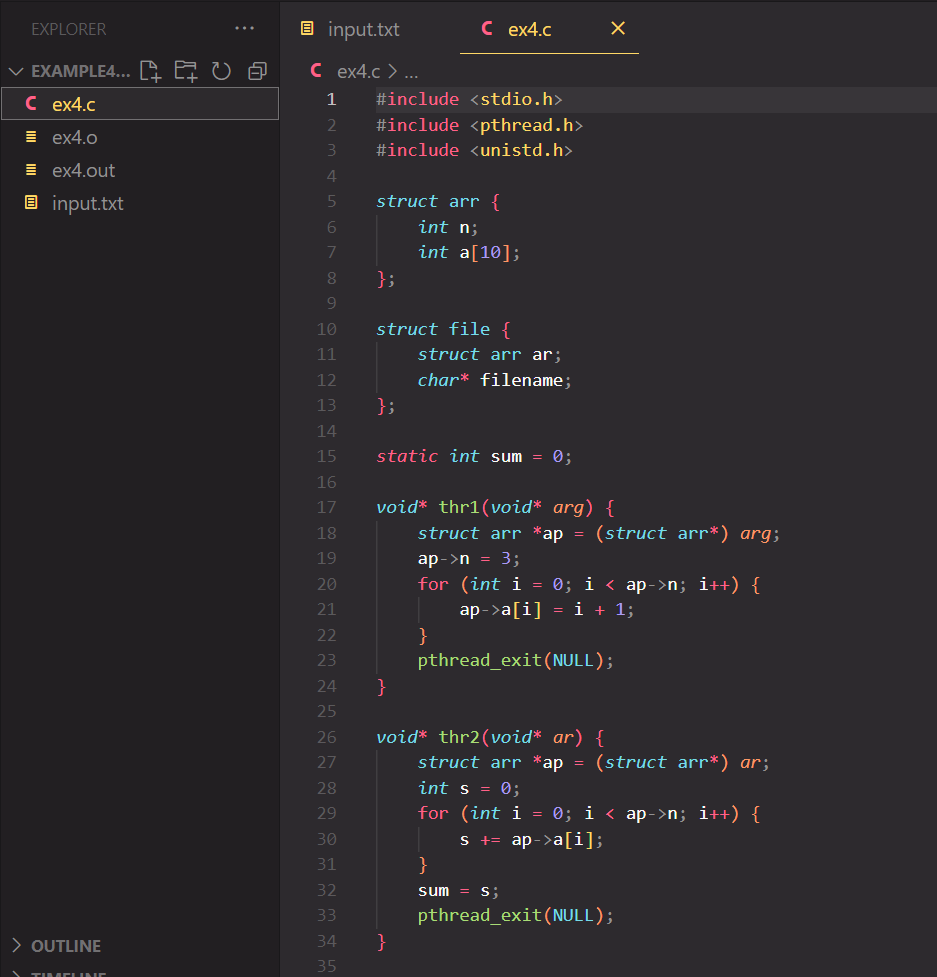 EXPLORER ...
EXAMPLE4...
ex4.c
ex4.o
ex4.out
input.txt
OUTLINE
TIMELINE
input.txt
C ex4.c
C ex4.c > ...
1 #include <stdio.h>
2 #include <pthread.h>
3 #include <unistd.h>
4
5 struct arr {
6     int n;
7     int a[10];
8 };
9
10 struct file {
11     struct arr ar;
12     char* filename;
13 };
14
15 static int sum = 0;
16
17 void* thr1(void* arg) {
18     struct arr *ap = (struct arr*) arg;
19     ap->n = 3;
20     for (int i = 0; i < ap->n; i++) {
21         ap->a[i] = i + 1;
22     }
23     pthread_exit(NULL);
24 }
25
26 void* thr2(void* ar) {
27     struct arr *ap = (struct arr*) ar;
28     int s = 0;
29     for (int i = 0; i < ap->n; i++) {
30         s += ap->a[i];
31     }
32     sum = s;
33     pthread_exit(NULL);
34 }
35